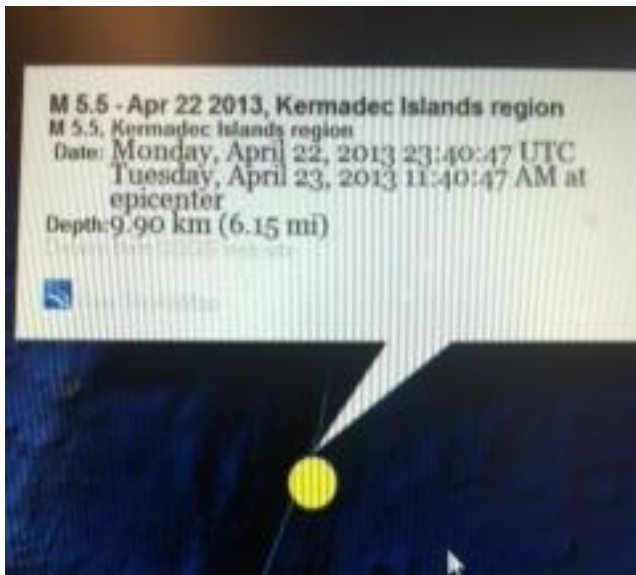 M 5.5 - Apr 22 2013, Kermadec Islands region
M 5.5, Kermadec Islands region
Date: Monday, April 22, 2013 23:40:47 UTC
Tuesday, April 23, 2013 11:40:47 AM at
epicenter
Depth: 9.90 km (6.15 mi)